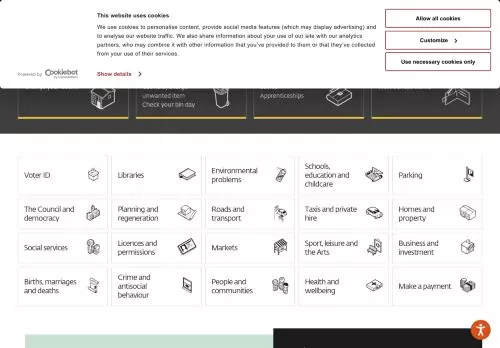 This website uses cookies
We use cookies to personalise content, provide social media features (which may display advertising) and
to analyse our website traffic. We also share information about your use of our site with our analytics
partners, who may combine it with other information that you've provided to them or that they've collected
from your use of their services.
Powered by Cookiebot
Show details
Allow all cookies
Customize
Use necessary cookies only
unwanted item
Check your bin day
Apprenticeships
Voter ID
Libraries
Environmental
problems
Schools,
education and
childcare
Parking
The Council and
democracy
Planning and
regeneration
Roads and
transport
Taxis and private
hire
Homes and
property
Social services
Licences and
permissions
Markets
Sport, leisure and
the Arts
Business and
investment
Births, marriages
and deaths
Crime and
antisocial
behaviour
People and
communities
Health and
wellbeing
Make a payment